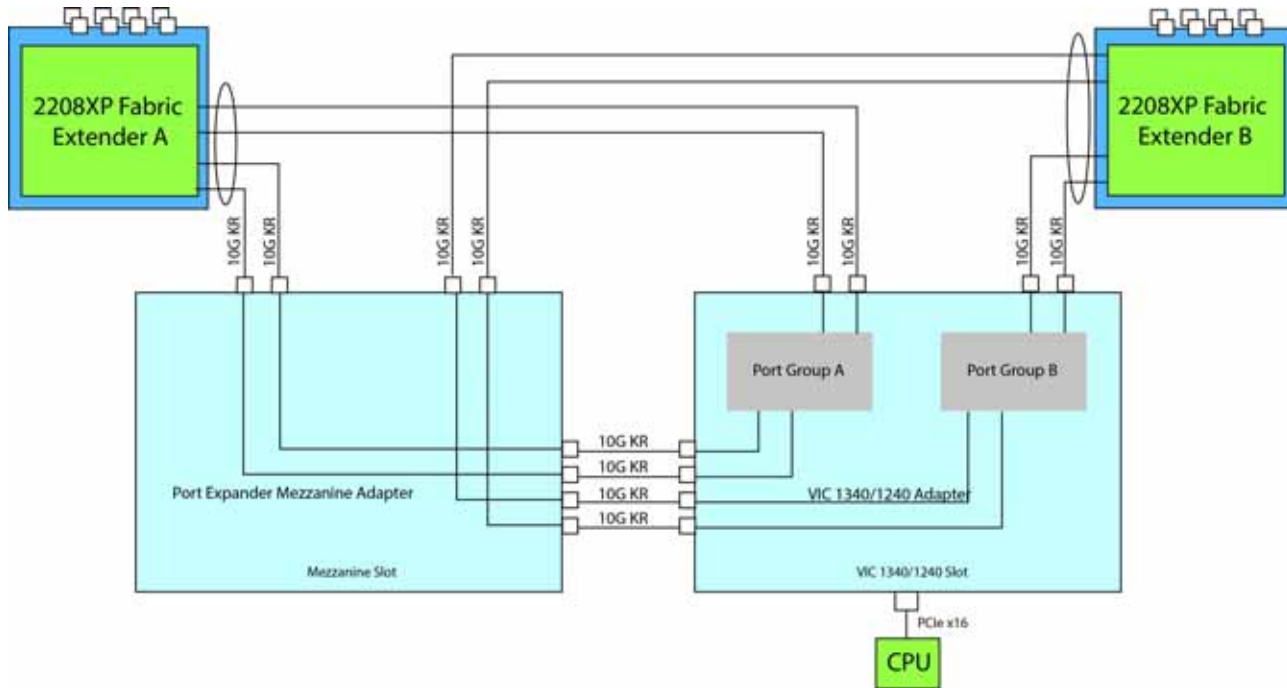 2208XP Fabric
Extender A
2208XP Fabric
Extender B
10G KR
10G KR
10G KR
10G KR
10G KR
10G KR
10G KR
10G KR
Port Group A
Port Group B
10G KR
10G KR
10G KR
10G KR
Port Expander Mezzanine Adapter
VIC 1340/1240 Adapter
Mezzanine Slot
VIC 1340/1240 Slot
PCIe x16
CPU